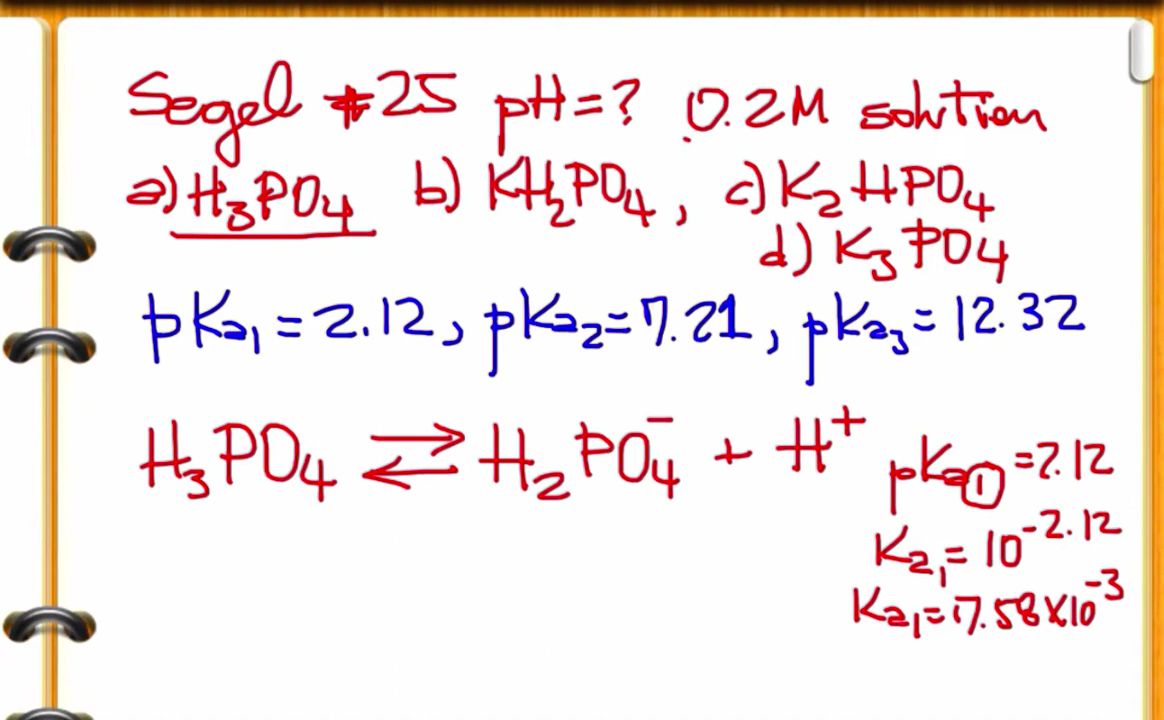 Segel #25 pH=? 0.2M solution
a) H₃PO₄ b) KH₂PO₄, c) K₂HPO₄
d) K₃PO₄
pKa₁ = 2.12, pKa₂ = 7.21, pKa₃ = 12.32
H₃PO₄ ⇌ H₂PO₄⁻ + H⁺
pKa₁ = 2.12
Ka₁ = 10⁻²·¹²
Ka₁ = 7.58 x 10⁻³